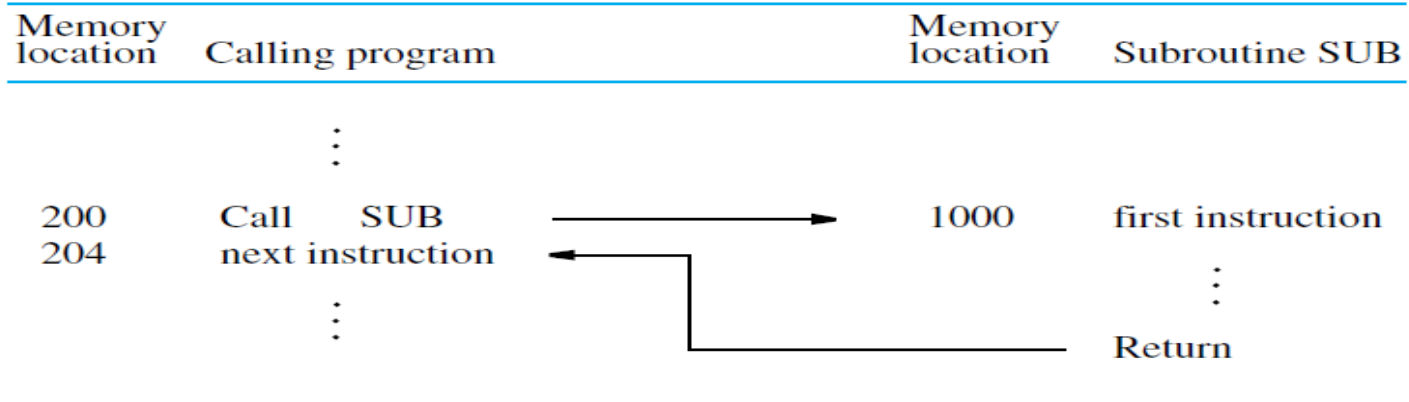 Memory location Calling program Memory location Subroutine SUB
⋮
200 Call SUB 1000 first instruction
204 next instruction
⋮ ⋮
Return